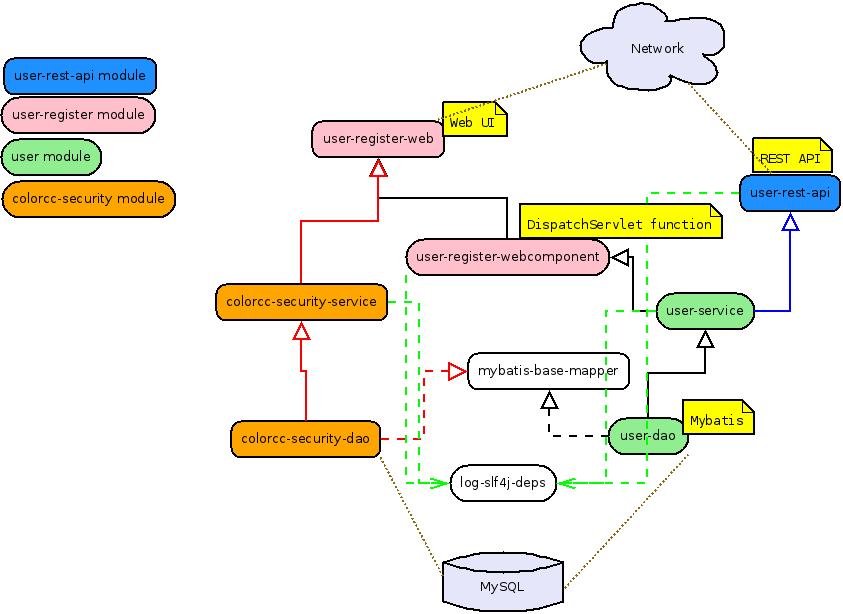 Network
user-rest-api module
user-register module
Web UI
user-register-web
user module
REST API
colorcc-security module
user-rest-api
DispatchServlet function
user-register-webcomponent
colorcc-security-service
user-service
mybatis-base-mapper
Mybatis
colorcc-security-dao
user-dao
log-slf4j-deps
MySQL